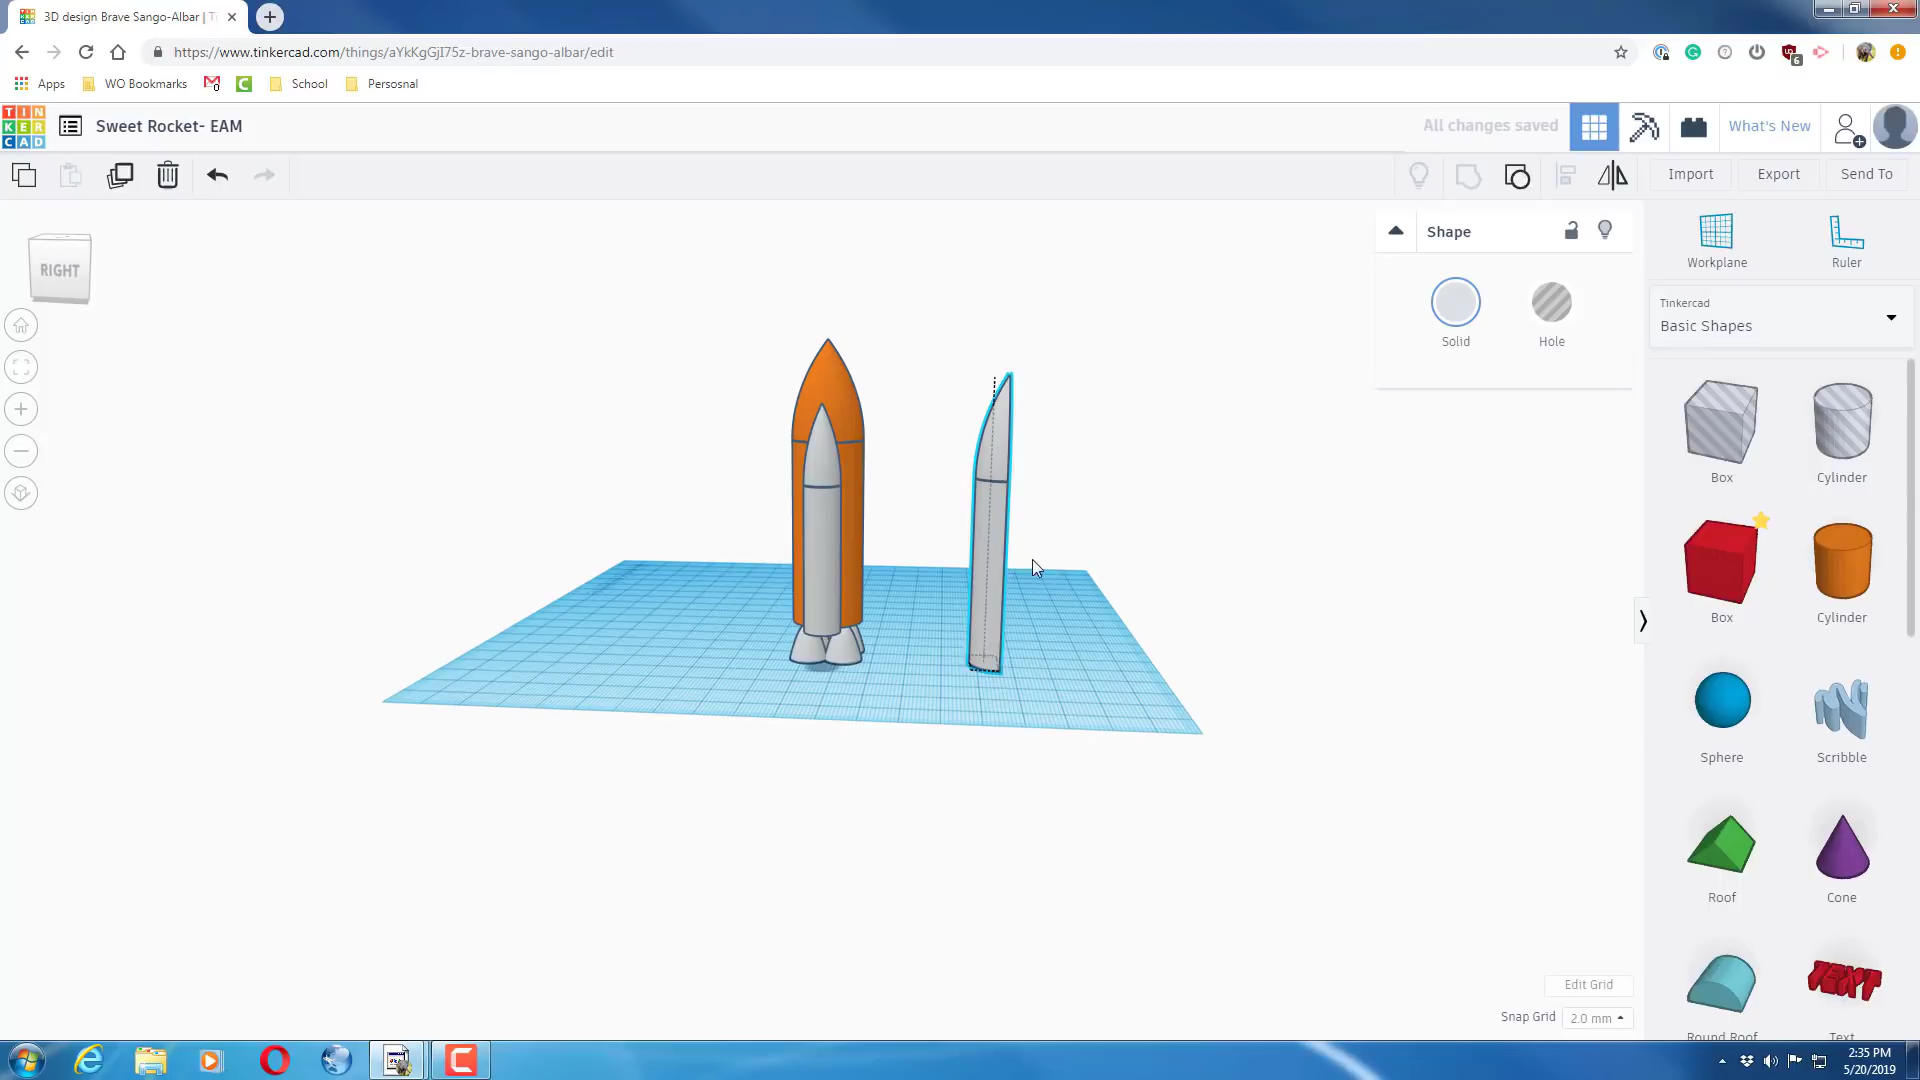 3D design Brave Sango-Albar | T
https://www.tinkercad.com/things/aYkKgGjI75z-brave-sango-albar/edit
6
Apps
WO Bookmarks
0
School
Persosnal
TIN
KER
CAD
Sweet Rocket- EAM
All changes saved
What's New
Import
Export
Send To
RIGHT
Shape
Solid
Hole
Workplane
Ruler
Tinkercad
Basic Shapes
Box
Cylinder
Box
Cylinder
Sphere
Scribble
Roof
Cone
TEXT
Round Roof
Text
Edit Grid
Snap Grid
2.0 mm
2:35 PM
5/20/2019